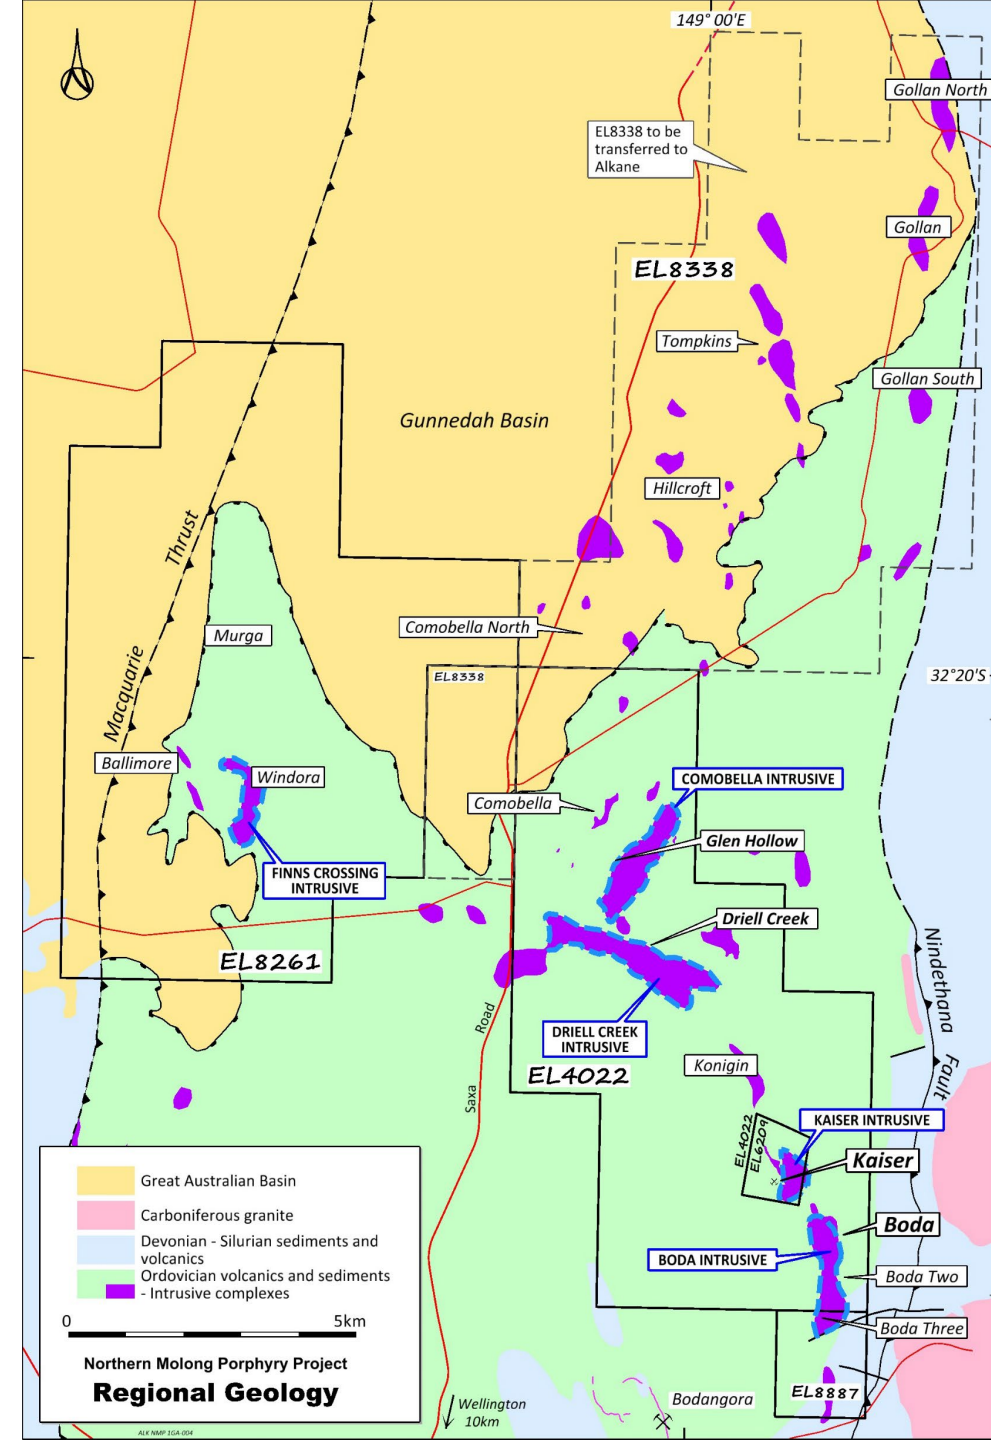 149° 00'E
Gollan North
EL8338 to be
transferred to
Alkane
Gollan
EL8338
Tompkins
Gollan South
Gunnedah Basin
Hillcroft
Thrust
Comobella North
Murga
Macquarie
EL8338
32°20'S
Ballimore
Windora
COMOBELLA INTRUSIVE
Comobella
Glen Hollow
FINNS CROSSING
INTRUSIVE
Driell Creek
EL8261
Nindethana
Fault
DRIELL CREEK
INTRUSIVE
Road
Saxa
EL4022
Konigin
KAISER INTRUSIVE
EL4022
EL6209
Kaiser
Boda
BODA INTRUSIVE
Boda Two
Boda Three
EL8887
Bodangora
Wellington
10km
Great Australian Basin
Carboniferous granite
Devonian - Silurian sediments and
volcanics
Ordovician volcanics and sediments
- Intrusive complexes
0 5km
Northern Molong Porphyry Project
Regional Geology
ALK NMP 1GA-004